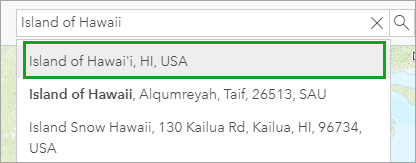 Island of Hawaii
Island of Hawai'i, HI, USA
Island of Hawaii, Alqumreyah, Taif, 26513, SAU
Island Snow Hawaii, 130 Kailua Rd, Kailua, HI, 96734,
USA